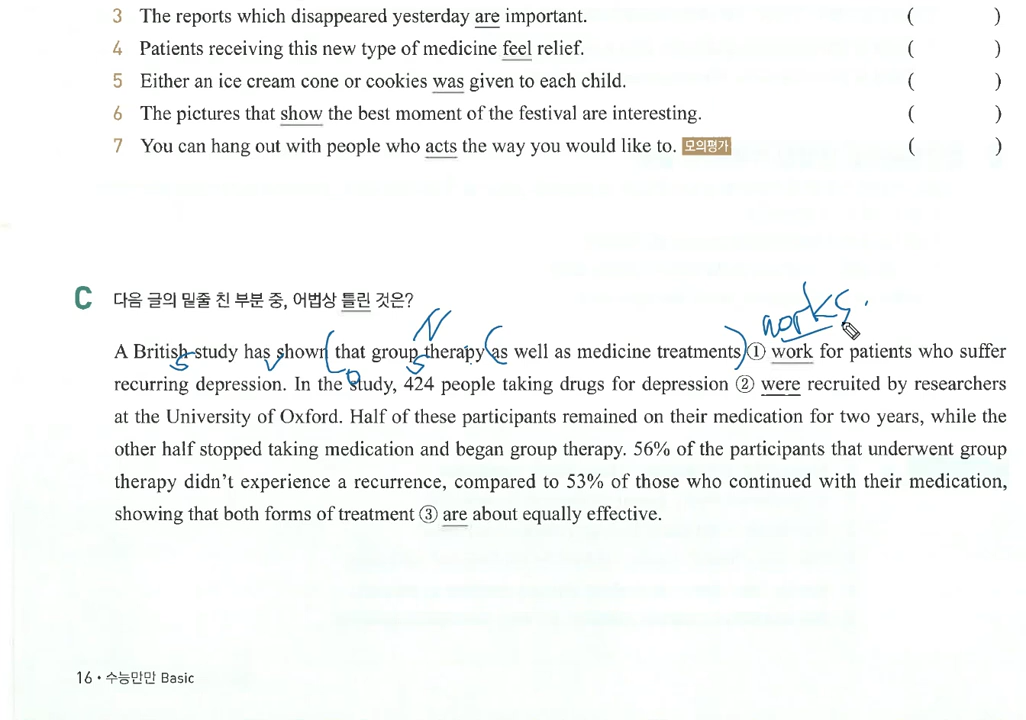 3 The reports which disappeared yesterday are important. ( )
4 Patients receiving this new type of medicine feel relief. ( )
5 Either an ice cream cone or cookies was given to each child. ( )
6 The pictures that show the best moment of the festival are interesting. ( )
7 You can hang out with people who acts the way you would like to. 모의평가 ( )
C 다음 글의 밑줄 친 부분 중, 어법상 틀린 것은?
N works.
A British study has shown (that group therapy (as well as medicine treatments) ① work for patients who suffer
S V O S
recurring depression. In the study, 424 people taking drugs for depression ② were recruited by researchers
at the University of Oxford. Half of these participants remained on their medication for two years, while the
other half stopped taking medication and began group therapy. 56% of the participants that underwent group
therapy didn't experience a recurrence, compared to 53% of those who continued with their medication,
showing that both forms of treatment ③ are about equally effective.
16 • 수능만만 Basic